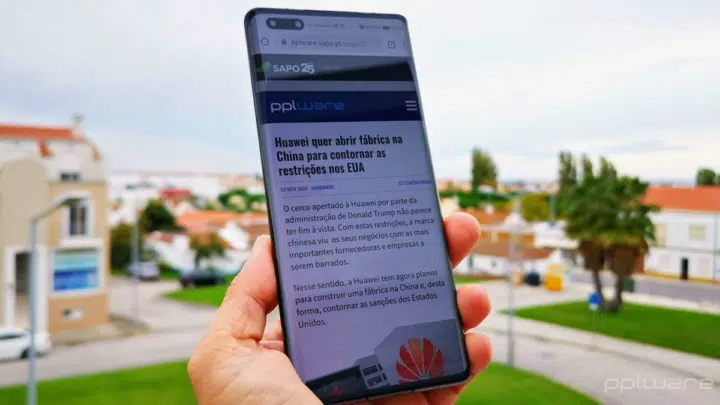 pplware.sapo.pt
SAPO 25
pplware
Huawei quer abrir fábrica na
China para contornar as
restrições nos EUA
03 NOV 2020 · HARDWARE
22 COMENTÁRIOS
O cerco apertado à Huawei por parte da
administração de Donald Trump não parece
ter fim à vista. Com estas restrições, a marca
chinesa viu os seus negócios com as mais
importantes fornecedoras e empresas a
serem barrados.
Nesse sentido, a Huawei tem agora planos
para construir uma fábrica na China e, desta
forma, contornar as sanções dos Estados
Unidos.
pplware